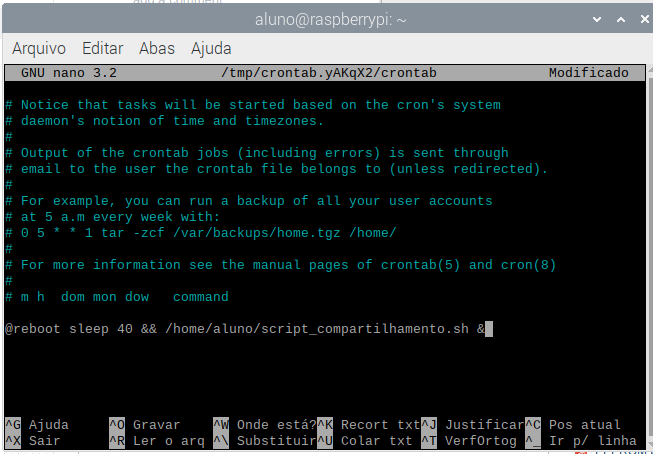 aluno@raspberrypi: ~
Arquivo Editar Abas Ajuda
GNU nano 3.2 /tmp/crontab.yAKqX2/crontab Modificado
# Notice that tasks will be started based on the cron's system
# daemon's notion of time and timezones.
#
# Output of the crontab jobs (including errors) is sent through
# email to the user the crontab file belongs to (unless redirected).
#
# For example, you can run a backup of all your user accounts
# at 5 a.m every week with:
# 0 5 * * 1 tar -zcf /var/backups/home.tgz /home/
#
# For more information see the manual pages of crontab(5) and cron(8)
#
# m h  dom mon dow   command
@reboot sleep 40 && /home/aluno/script_compartilhamento.sh &
^G Ajuda ^O Gravar ^W Onde está? ^K Recort txt ^J Justificar ^C Pos atual
^X Sair ^R Ler o arq ^\ Substituir ^U Colar txt ^T VerfOrtog ^_ Ir p/ linha